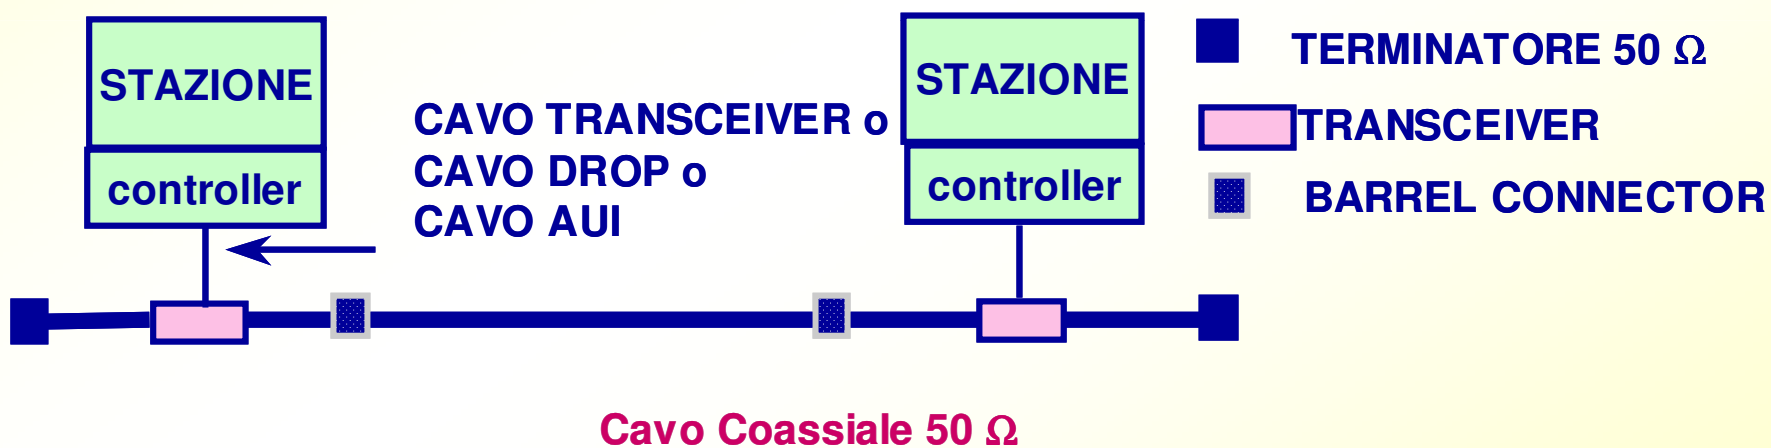 STAZIONE
controller
CAVO TRANSCEIVER o
CAVO DROP o
CAVO AUI
STAZIONE
controller
TERMINATORE 50 Ω
TRANSCEIVER
BARREL CONNECTOR
Cavo Coassiale 50 Ω